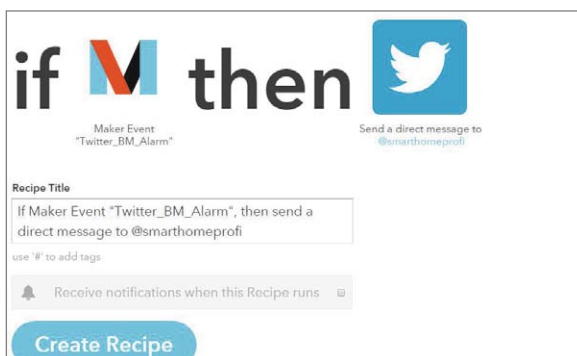 if then
Maker Event
"Twitter_BM_Alarm"
Send a direct message to
@smarthomeprofi
Recipe Title
If Maker Event "Twitter_BM_Alarm", then send a
direct message to @smarthomeprofi
use '#' to add tags
Receive notifications when this Recipe runs
Create Recipe